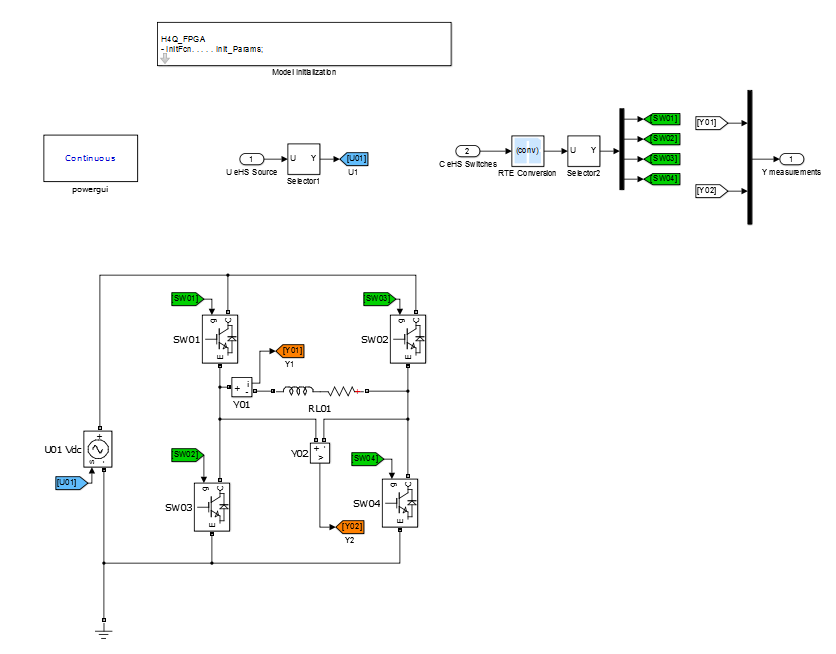 H4Q_FPGA
- InitFcn. . . . . Init_Params;
Model Initialization
Continuous
powergui
1
U eHS Source
U Y
Selector1
[U01]
U1
2
C eHS Switches
(conv)
RTE Conversion
U Y
Selector2
[SW01]
[SW02]
[SW03]
[SW04]
[Y01]
[Y02]
1
Y measurements
[SW01]
g C
E
SW01
[SW03]
g C
E
SW02
[Y01]
Y1
+ i -
Y01
RL01
U01 Vdc
+
s -
[U01]
[SW02]
g C
E
SW03
Y02
+ -
v
[SW04]
g C
E
SW04
[Y02]
Y2